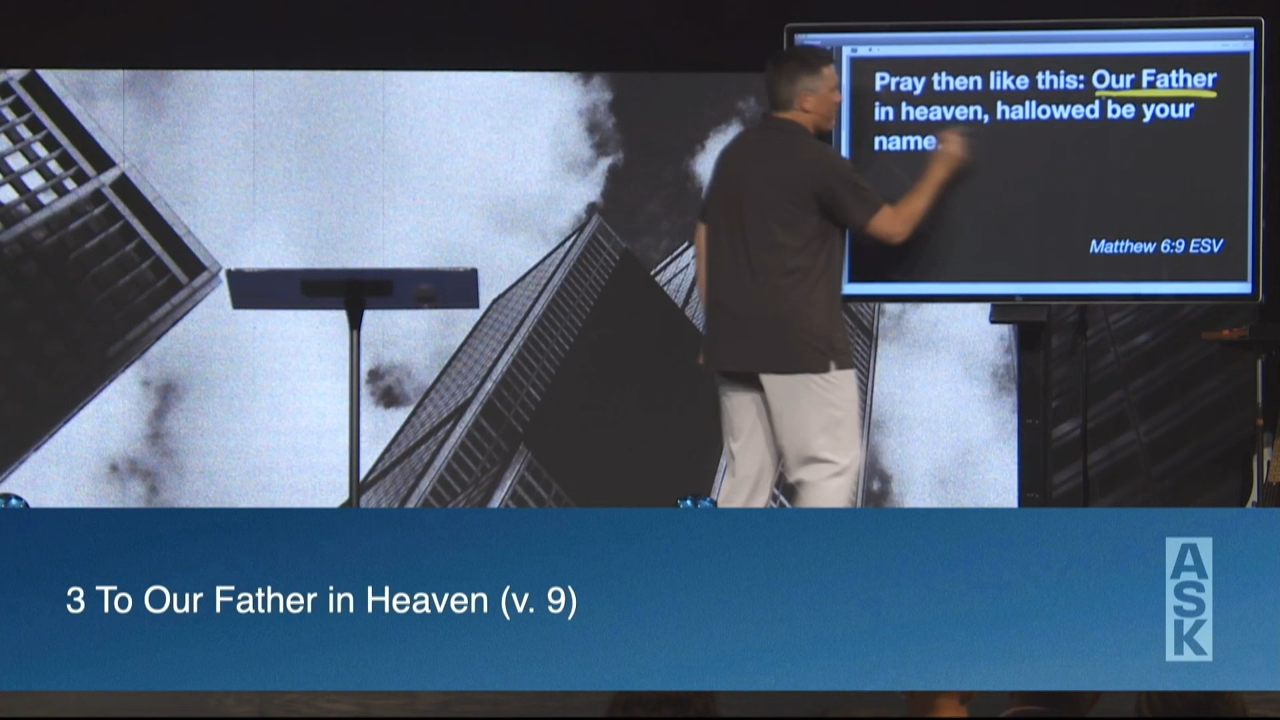 Pray then like this: Our Father
in heaven, hallowed be your
name.
Matthew 6:9 ESV
3 To Our Father in Heaven (v. 9)
ASK